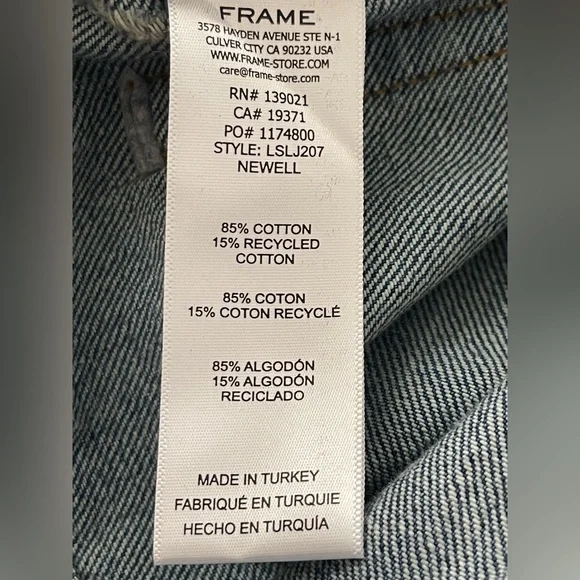 FRAME
3578 HAYDEN AVENUE STE N-1
CULVER CITY CA 90232 USA
WWW.FRAME-STORE.COM
care@frame-store.com
RN# 139021
CA# 19371
PO# 1174800
STYLE: LSLJ207
NEWELL
85% COTTON
15% RECYCLED
COTTON
85% COTON
15% COTON RECYCLÉ
85% ALGODÓN
15% ALGODÓN
RECICLADO
MADE IN TURKEY
FABRIQUÉ EN TURQUIE
HECHO EN TURQUÍA